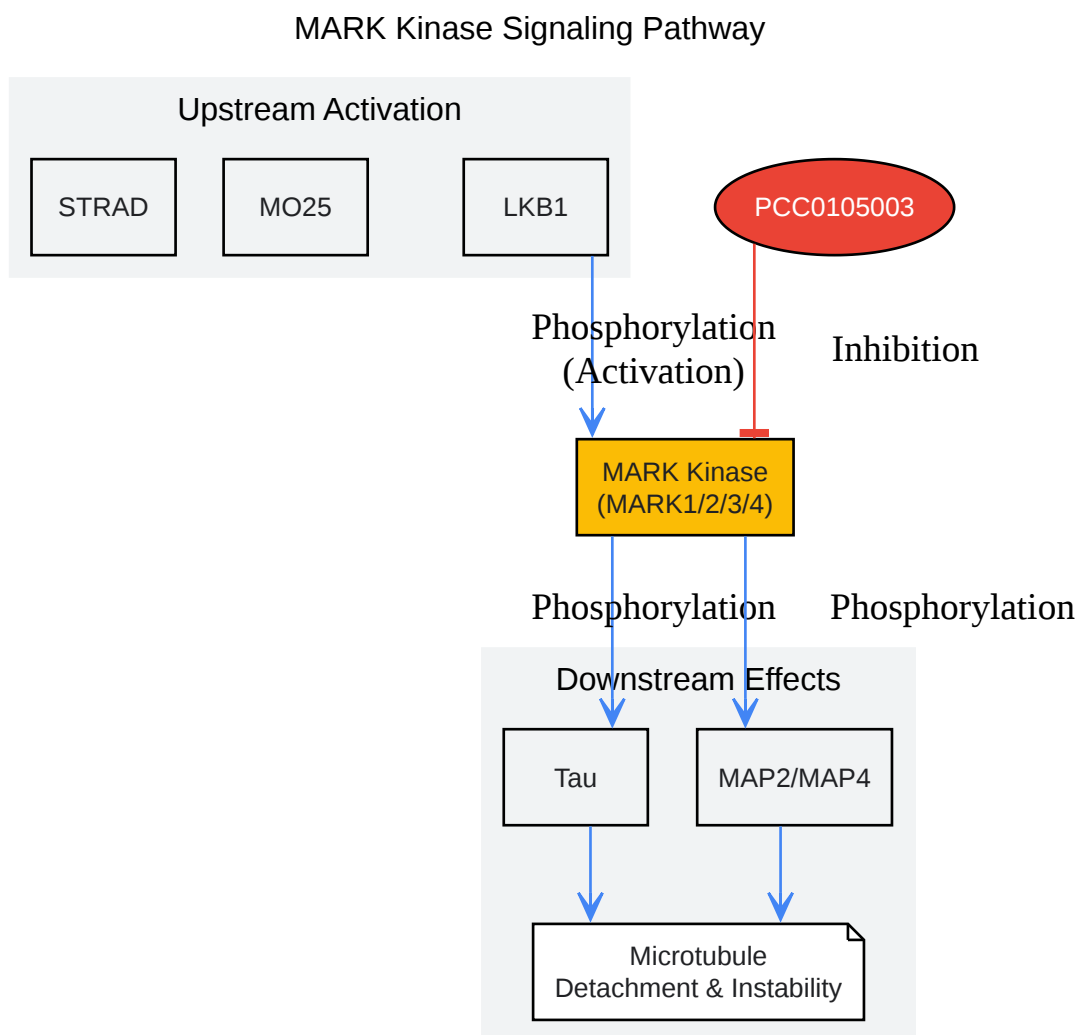 MARK Kinase Signaling Pathway
Upstream Activation
STRAD
MO25
LKB1
PCC0105003
Phosphorylation
(Activation)
Inhibition
MARK Kinase
(MARK1/2/3/4)
Phosphorylation
Phosphorylation
Downstream Effects
Tau
MAP2/MAP4
Microtubule
Detachment & Instability